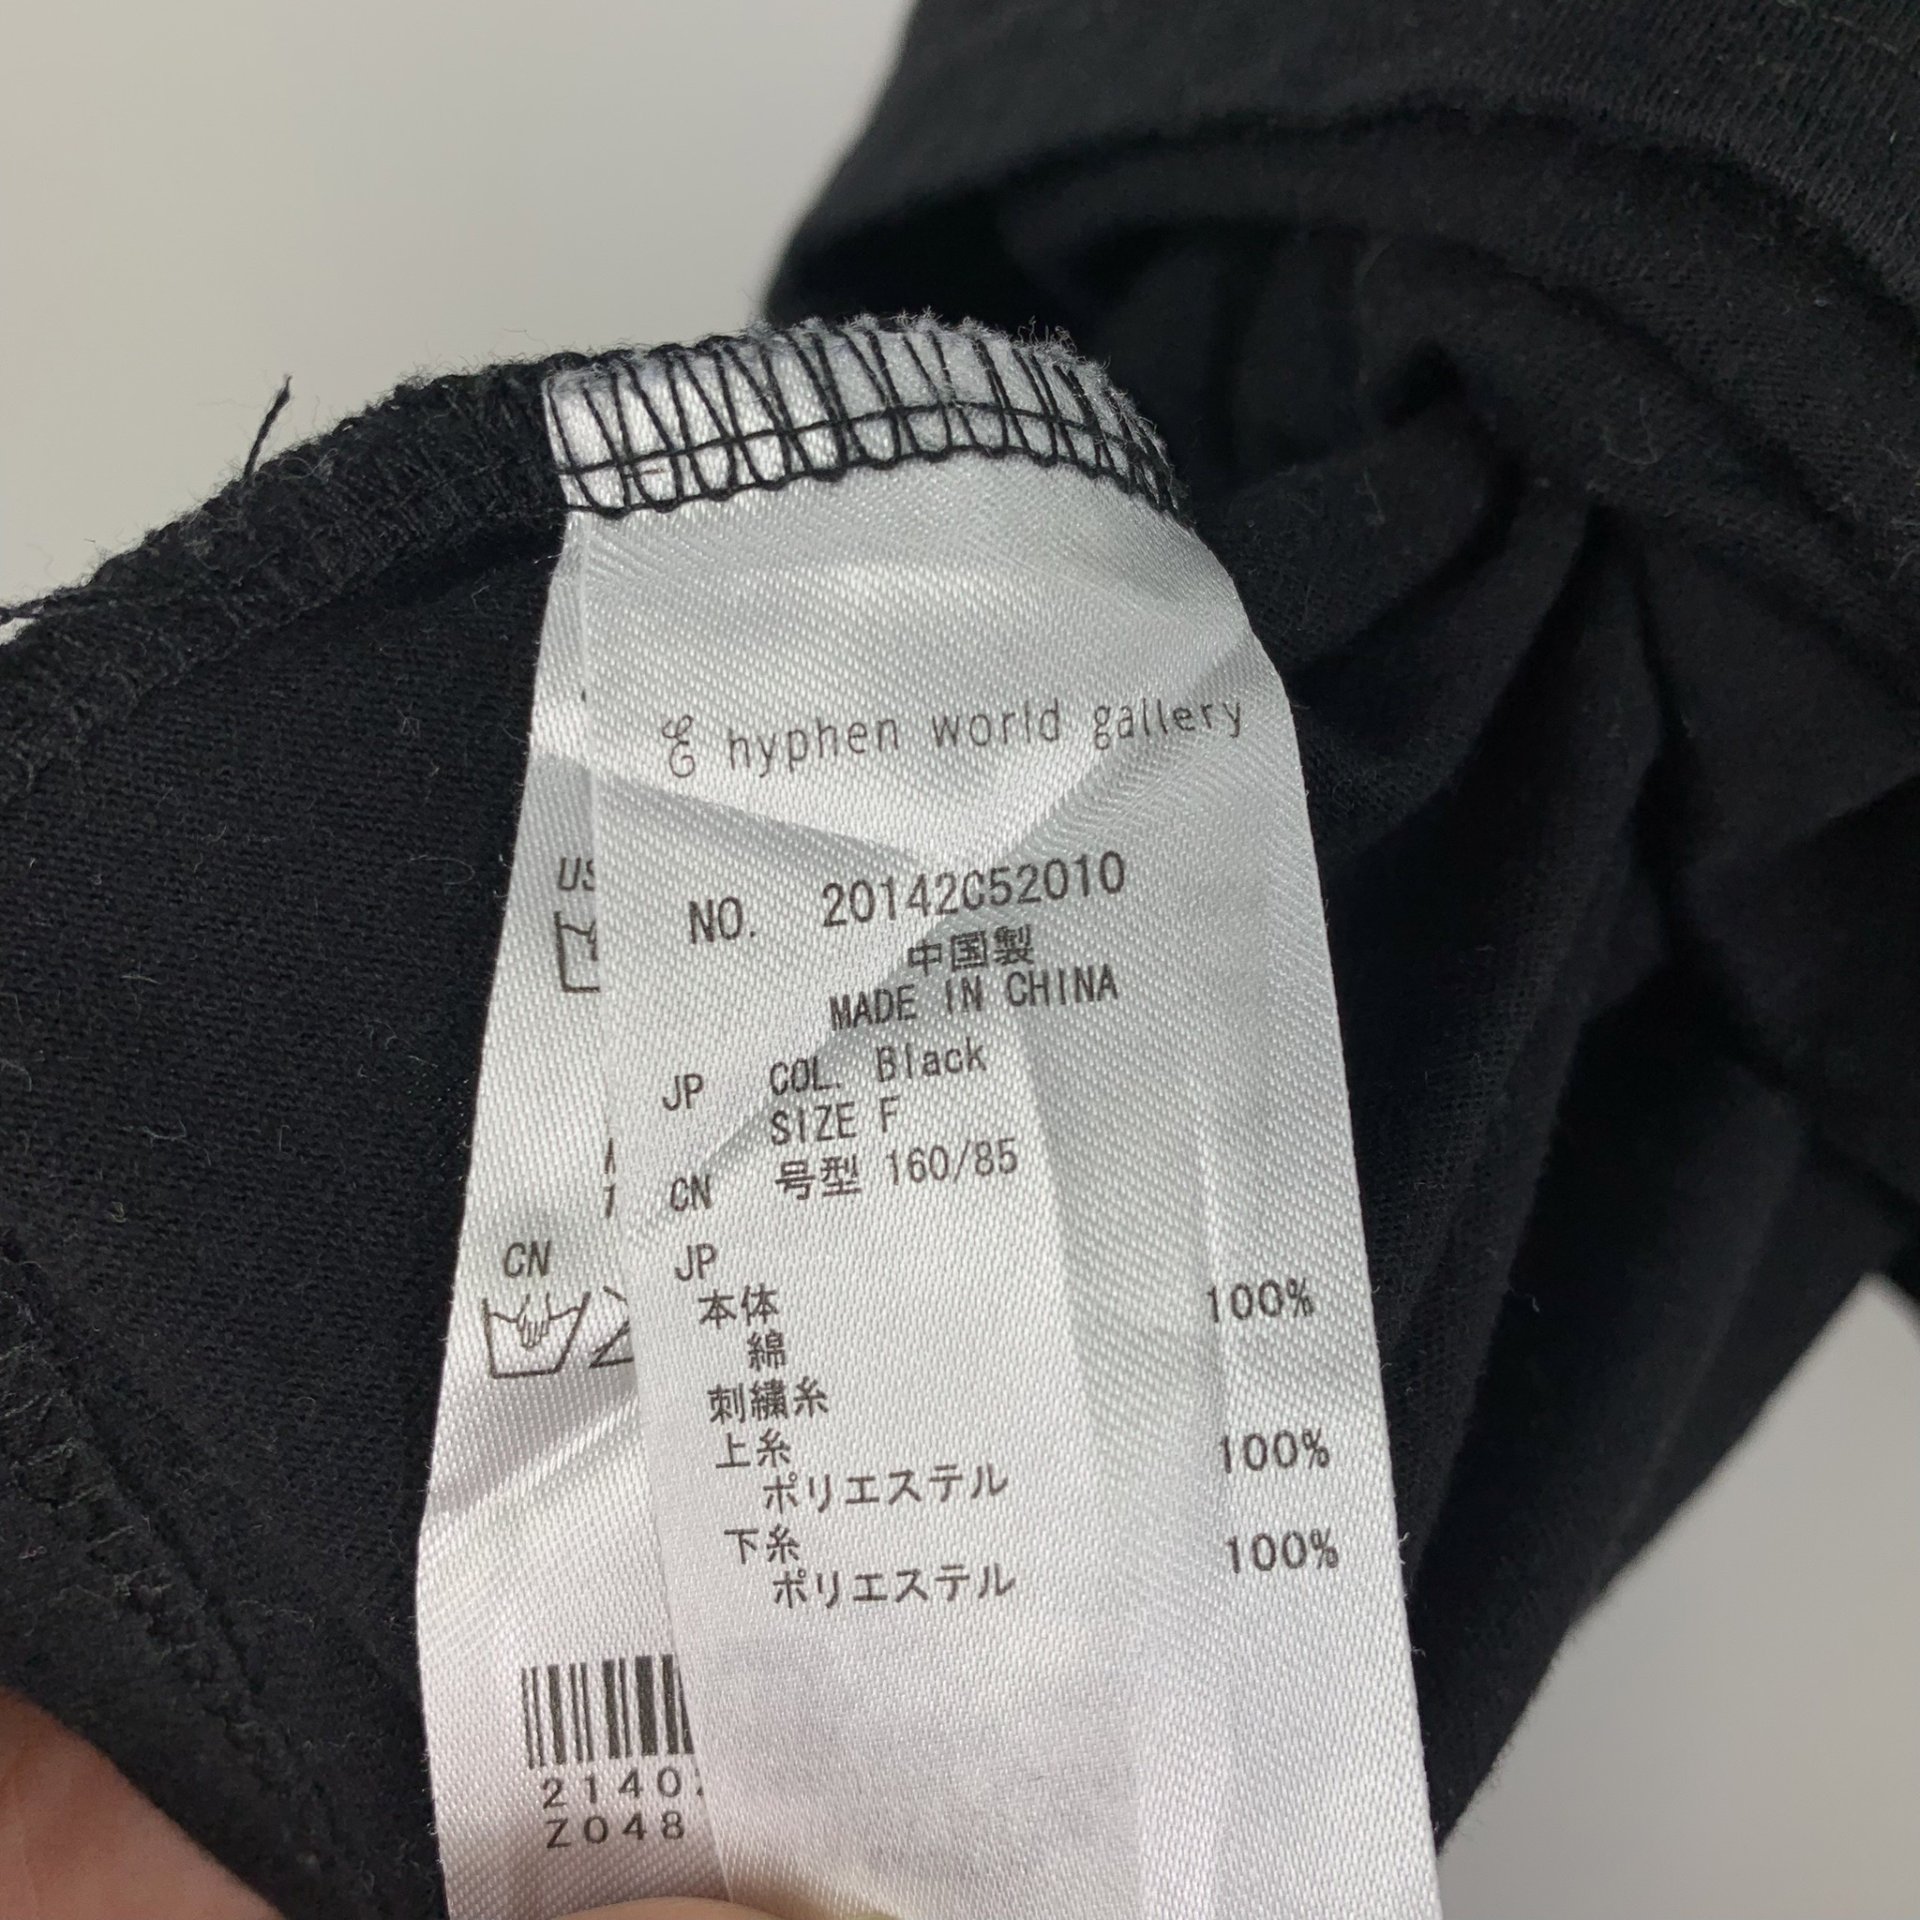 E hyphen world gallery
NO. 20142C52010
中国製
MADE IN CHINA
JP COL. Black
SIZE F
CN 号型 160/85
JP
本体 100%
綿
刺繍糸
上糸 100%
ポリエステル
下糸 100%
ポリエステル
US
CN
2140
Z048